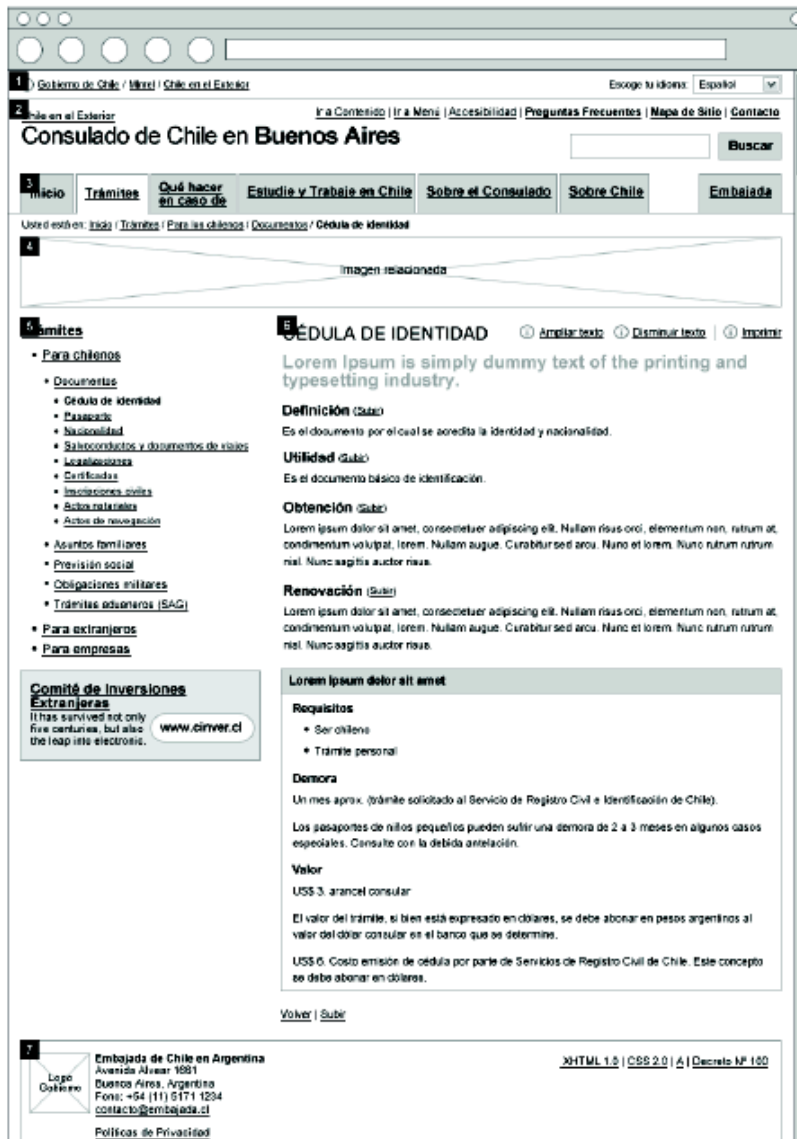 1 Gobierno de Chile / Minrel / Chile en el Exterior
Escoge tu idioma: Español
2 Chile en el Exterior
Ir a Contenido | Ir a Menú | Accesibilidad | Preguntas Frecuentes | Mapa de Sitio | Contacto
Consulado de Chile en Buenos Aires
Buscar
3 Inicio Trámites Qué hacer en caso de Estudie y Trabaje en Chile Sobre el Consulado Sobre Chile Embajada
Usted está en: Inicio / Trámites / Para los chilenos / Documentos / Cédula de identidad
4
Imagen relacionada
5 Trámites
Para chilenos
Documentos
Cédula de identidad
Pasaporte
Nacionalidad
Salvoconductos y documentos de viajes
Legalizaciones
Certificados
Inscripciones civiles
Actos notariales
Actos de navegación
Asuntos familiares
Previsión social
Obligaciones militares
Trámites aduaneros (SAG)
Para extranjeros
Para empresas
Comité de Inversiones
Extranjeras
It has survived not only
five centuries, but also
the leap into electronic.
www.cinver.cl
6 CÉDULA DE IDENTIDAD
Ampliar texto Disminuir texto | Imprimir
Lorem Ipsum is simply dummy text of the printing and
typesetting industry.
Definición (Subir)
Es el documento por el cual se acredita la identidad y nacionalidad.
Utilidad (Subir)
Es el documento básico de identificación.
Obtención (Subir)
Lorem ipsum dolor sit amet, consectetuer adipiscing elit. Nullam risus orci, elementum non, rutrum at,
condimentum volutpat, lorem. Nullam augue. Curabitur sed arcu. Nunc et lorem. Nunc rutrum rutrum
nisl. Nunc sagittis auctor risus.
Renovación (Subir)
Lorem ipsum dolor sit amet, consectetuer adipiscing elit. Nullam risus orci, elementum non, rutrum at,
condimentum volutpat, lorem. Nullam augue. Curabitur sed arcu. Nunc et lorem. Nunc rutrum rutrum
nisl. Nunc sagittis auctor risus.
Lorem ipsum dolor sit amet
Requisitos
Ser chileno
Trámite personal
Demora
Un mes aprox. (trámite solicitado al Servicio de Registro Civil e Identificación de Chile).
Los pasaportes de niños pequeños pueden sufrir una demora de 2 a 3 meses en algunos casos
especiales. Consulte con la debida antelación.
Valor
US$ 3. arancel consular
El valor del trámite, si bien está expresado en dólares, se debe abonar en pesos argentinos al
valor del dólar consular en el banco que se determine.
US$ 6. Costo emisión de cédula por parte de Servicios de Registro Civil de Chile. Este concepto
se debe abonar en dólares.
Volver | Subir
7
Logo
Gobierno
Embajada de Chile en Argentina
Avenida Alvear 1661
Buenos Aires, Argentina
Fono: +54 (11) 5171 1234
contacto@embajada.cl
Políticas de Privacidad
XHTML 1.0 | CSS 2.0 | A | Decreto Nº 100